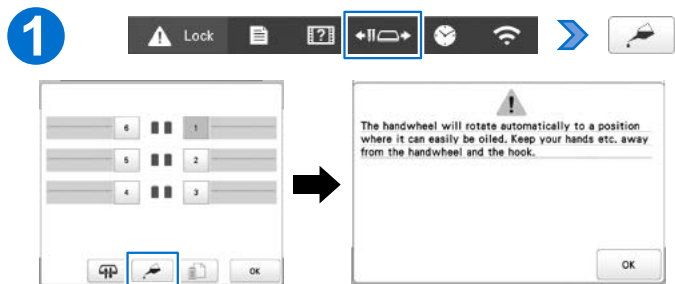 1
Lock
6 1
5 2
4 3
OK
The handwheel will rotate automatically to a position
where it can easily be oiled. Keep your hands etc. away
from the handwheel and the hook.
OK